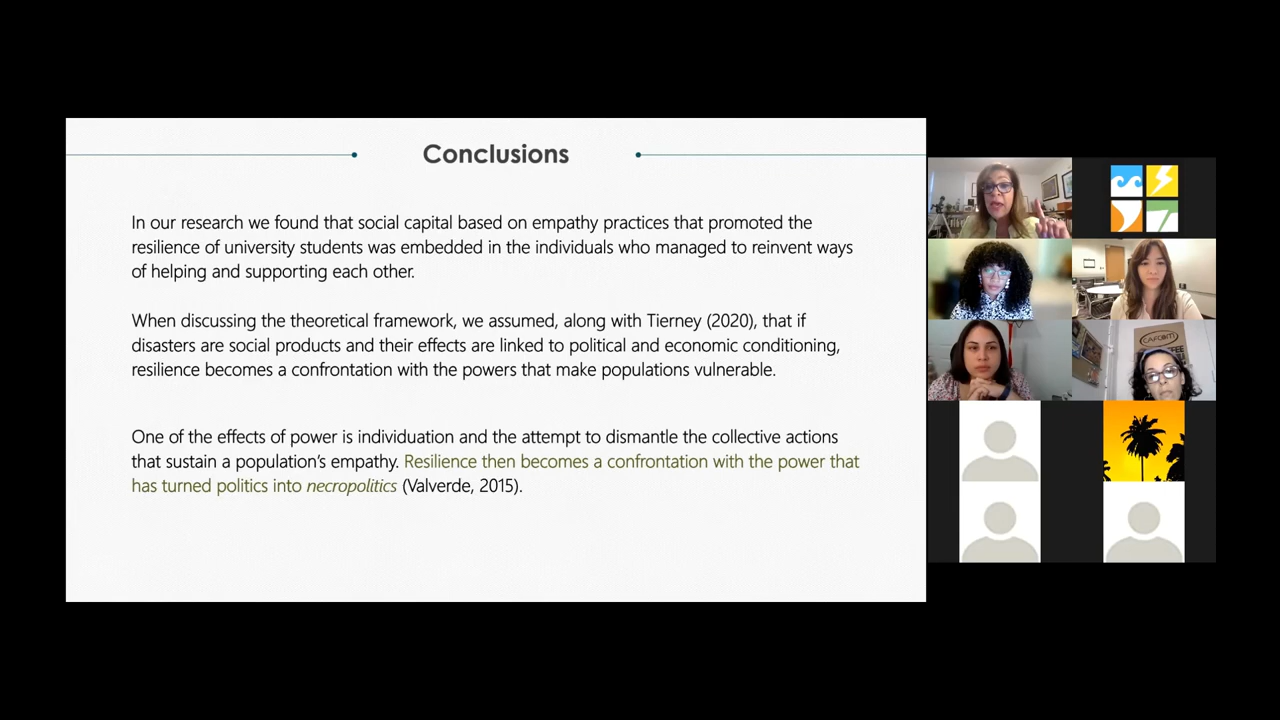 Conclusions
In our research we found that social capital based on empathy practices that promoted the
resilience of university students was embedded in the individuals who managed to reinvent ways
of helping and supporting each other.
When discussing the theoretical framework, we assumed, along with Tierney (2020), that if
disasters are social products and their effects are linked to political and economic conditioning,
resilience becomes a confrontation with the powers that make populations vulnerable.
One of the effects of power is individuation and the attempt to dismantle the collective actions
that sustain a population’s empathy. Resilience then becomes a confrontation with the power that
has turned politics into necropolitics (Valverde, 2015).